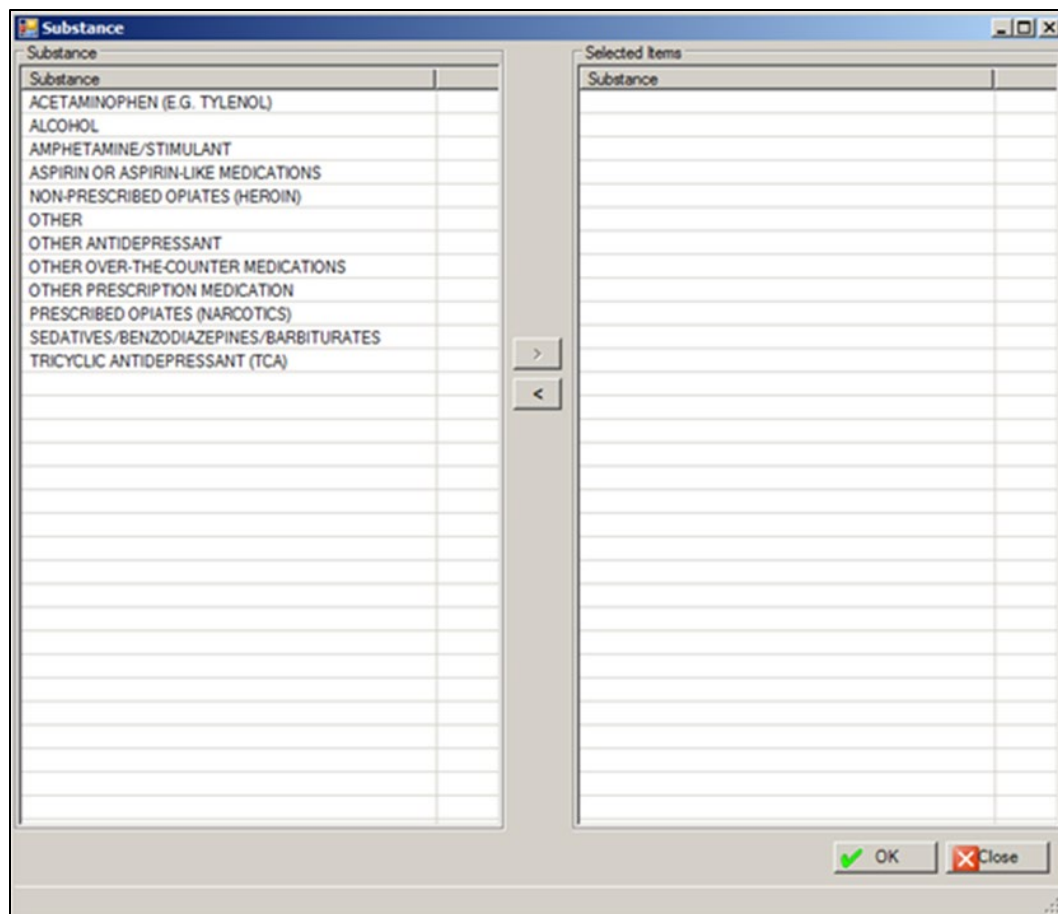 Substance
Substance
Selected Items
Substance
Substance
ACETAMINOPHEN (E.G. TYLENOL)
ALCOHOL
AMPHETAMINE/STIMULANT
ASPIRIN OR ASPIRIN-LIKE MEDICATIONS
NON-PRESCRIBED OPIATES (HEROIN)
OTHER
OTHER ANTIDEPRESSANT
OTHER OVER-THE-COUNTER MEDICATIONS
OTHER PRESCRIPTION MEDICATION
PRESCRIBED OPIATES (NARCOTICS)
SEDATIVES/BENZODIAZEPINES/BARBITURATES
TRICYCLIC ANTIDEPRESSANT (TCA)
>
<
OK
Close